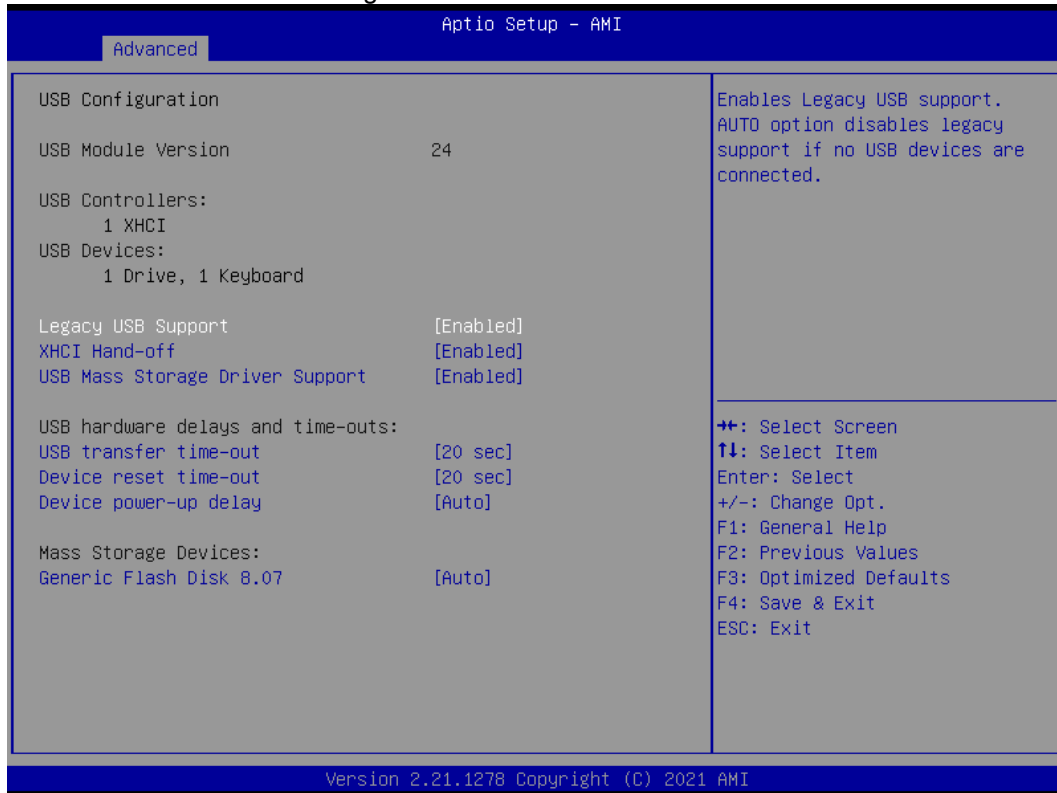 Aptio Setup – AMI
Advanced
USB Configuration
USB Module Version 24
USB Controllers:
1 XHCI
USB Devices:
1 Drive, 1 Keyboard
Legacy USB Support [Enabled]
XHCI Hand-off [Enabled]
USB Mass Storage Driver Support [Enabled]
USB hardware delays and time-outs:
USB transfer time-out [20 sec]
Device reset time-out [20 sec]
Device power-up delay [Auto]
Mass Storage Devices:
Generic Flash Disk 8.07 [Auto]
Enables Legacy USB support.
AUTO option disables legacy
support if no USB devices are
connected.
→←: Select Screen
↑↓: Select Item
Enter: Select
+/-: Change Opt.
F1: General Help
F2: Previous Values
F3: Optimized Defaults
F4: Save & Exit
ESC: Exit
Version 2.21.1278 Copyright (C) 2021 AMI